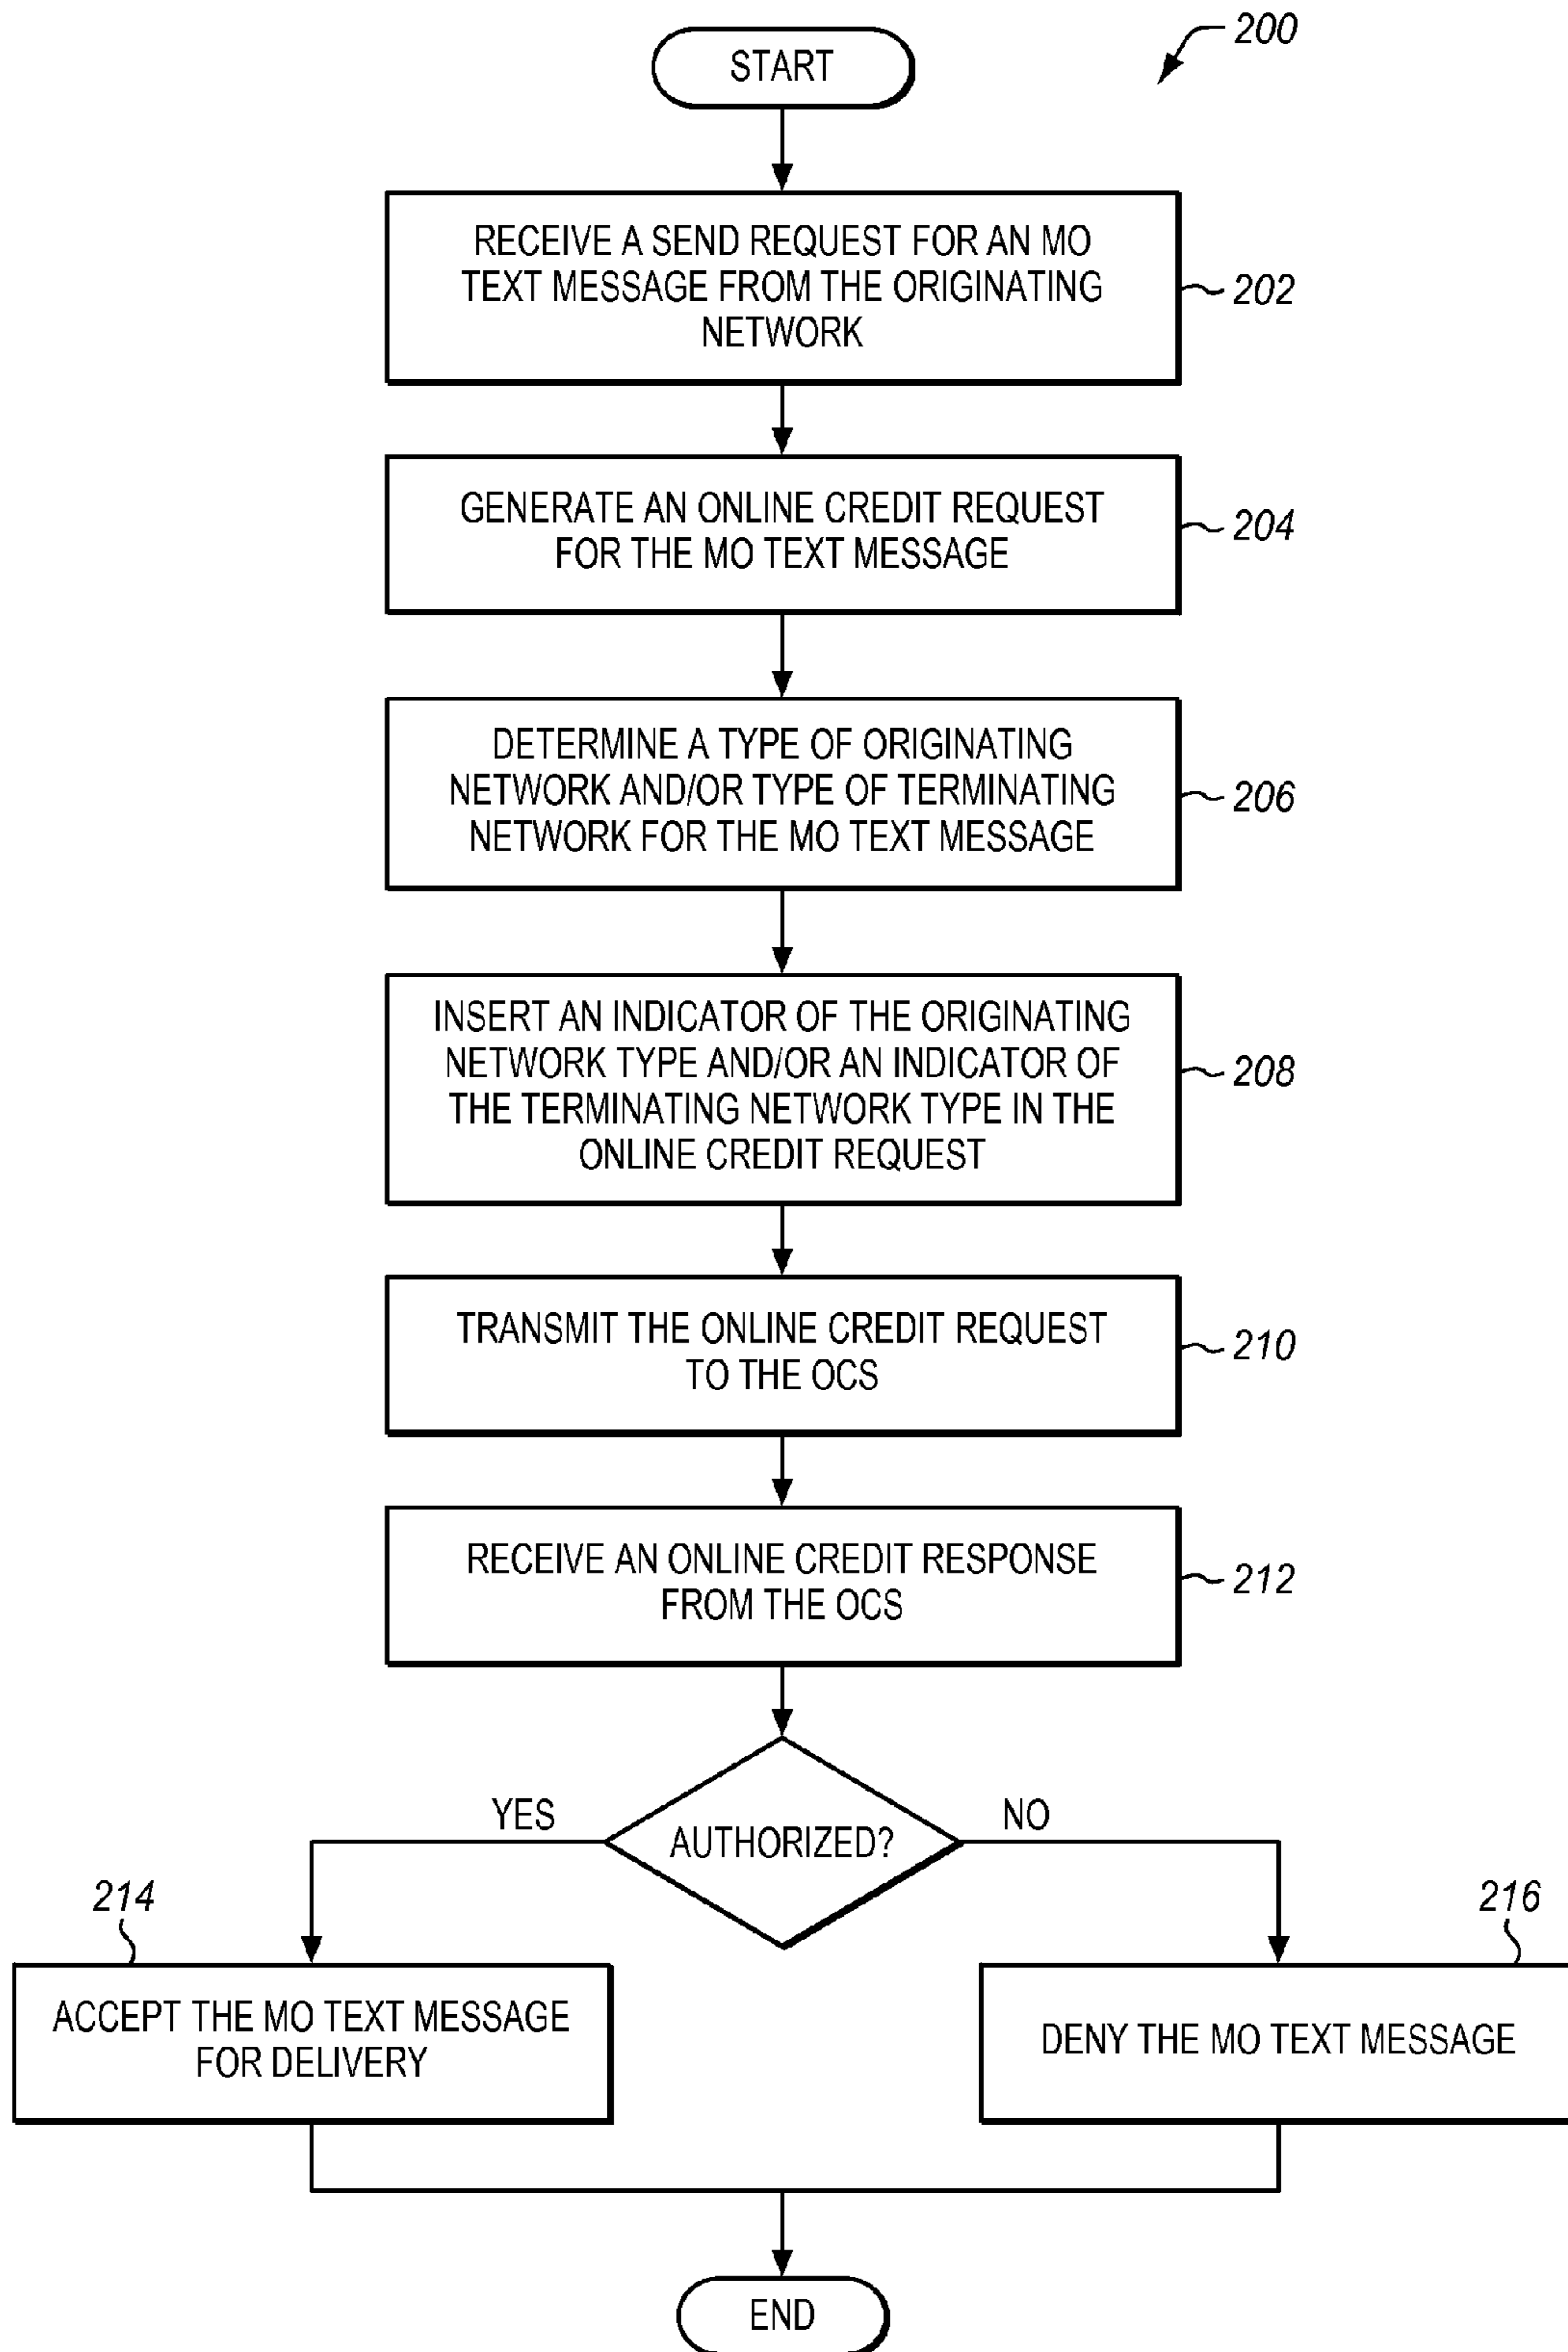 200
START
RECEIVE A SEND REQUEST FOR AN MO
TEXT MESSAGE FROM THE ORIGINATING
NETWORK
202
GENERATE AN ONLINE CREDIT REQUEST
FOR THE MO TEXT MESSAGE
204
DETERMINE A TYPE OF ORIGINATING
NETWORK AND/OR TYPE OF TERMINATING
NETWORK FOR THE MO TEXT MESSAGE
206
INSERT AN INDICATOR OF THE ORIGINATING
NETWORK TYPE AND/OR AN INDICATOR OF
THE TERMINATING NETWORK TYPE IN THE
ONLINE CREDIT REQUEST
208
TRANSMIT THE ONLINE CREDIT REQUEST
TO THE OCS
210
RECEIVE AN ONLINE CREDIT RESPONSE
FROM THE OCS
212
YES
AUTHORIZED?
NO
214
ACCEPT THE MO TEXT MESSAGE
FOR DELIVERY
216
DENY THE MO TEXT MESSAGE
END